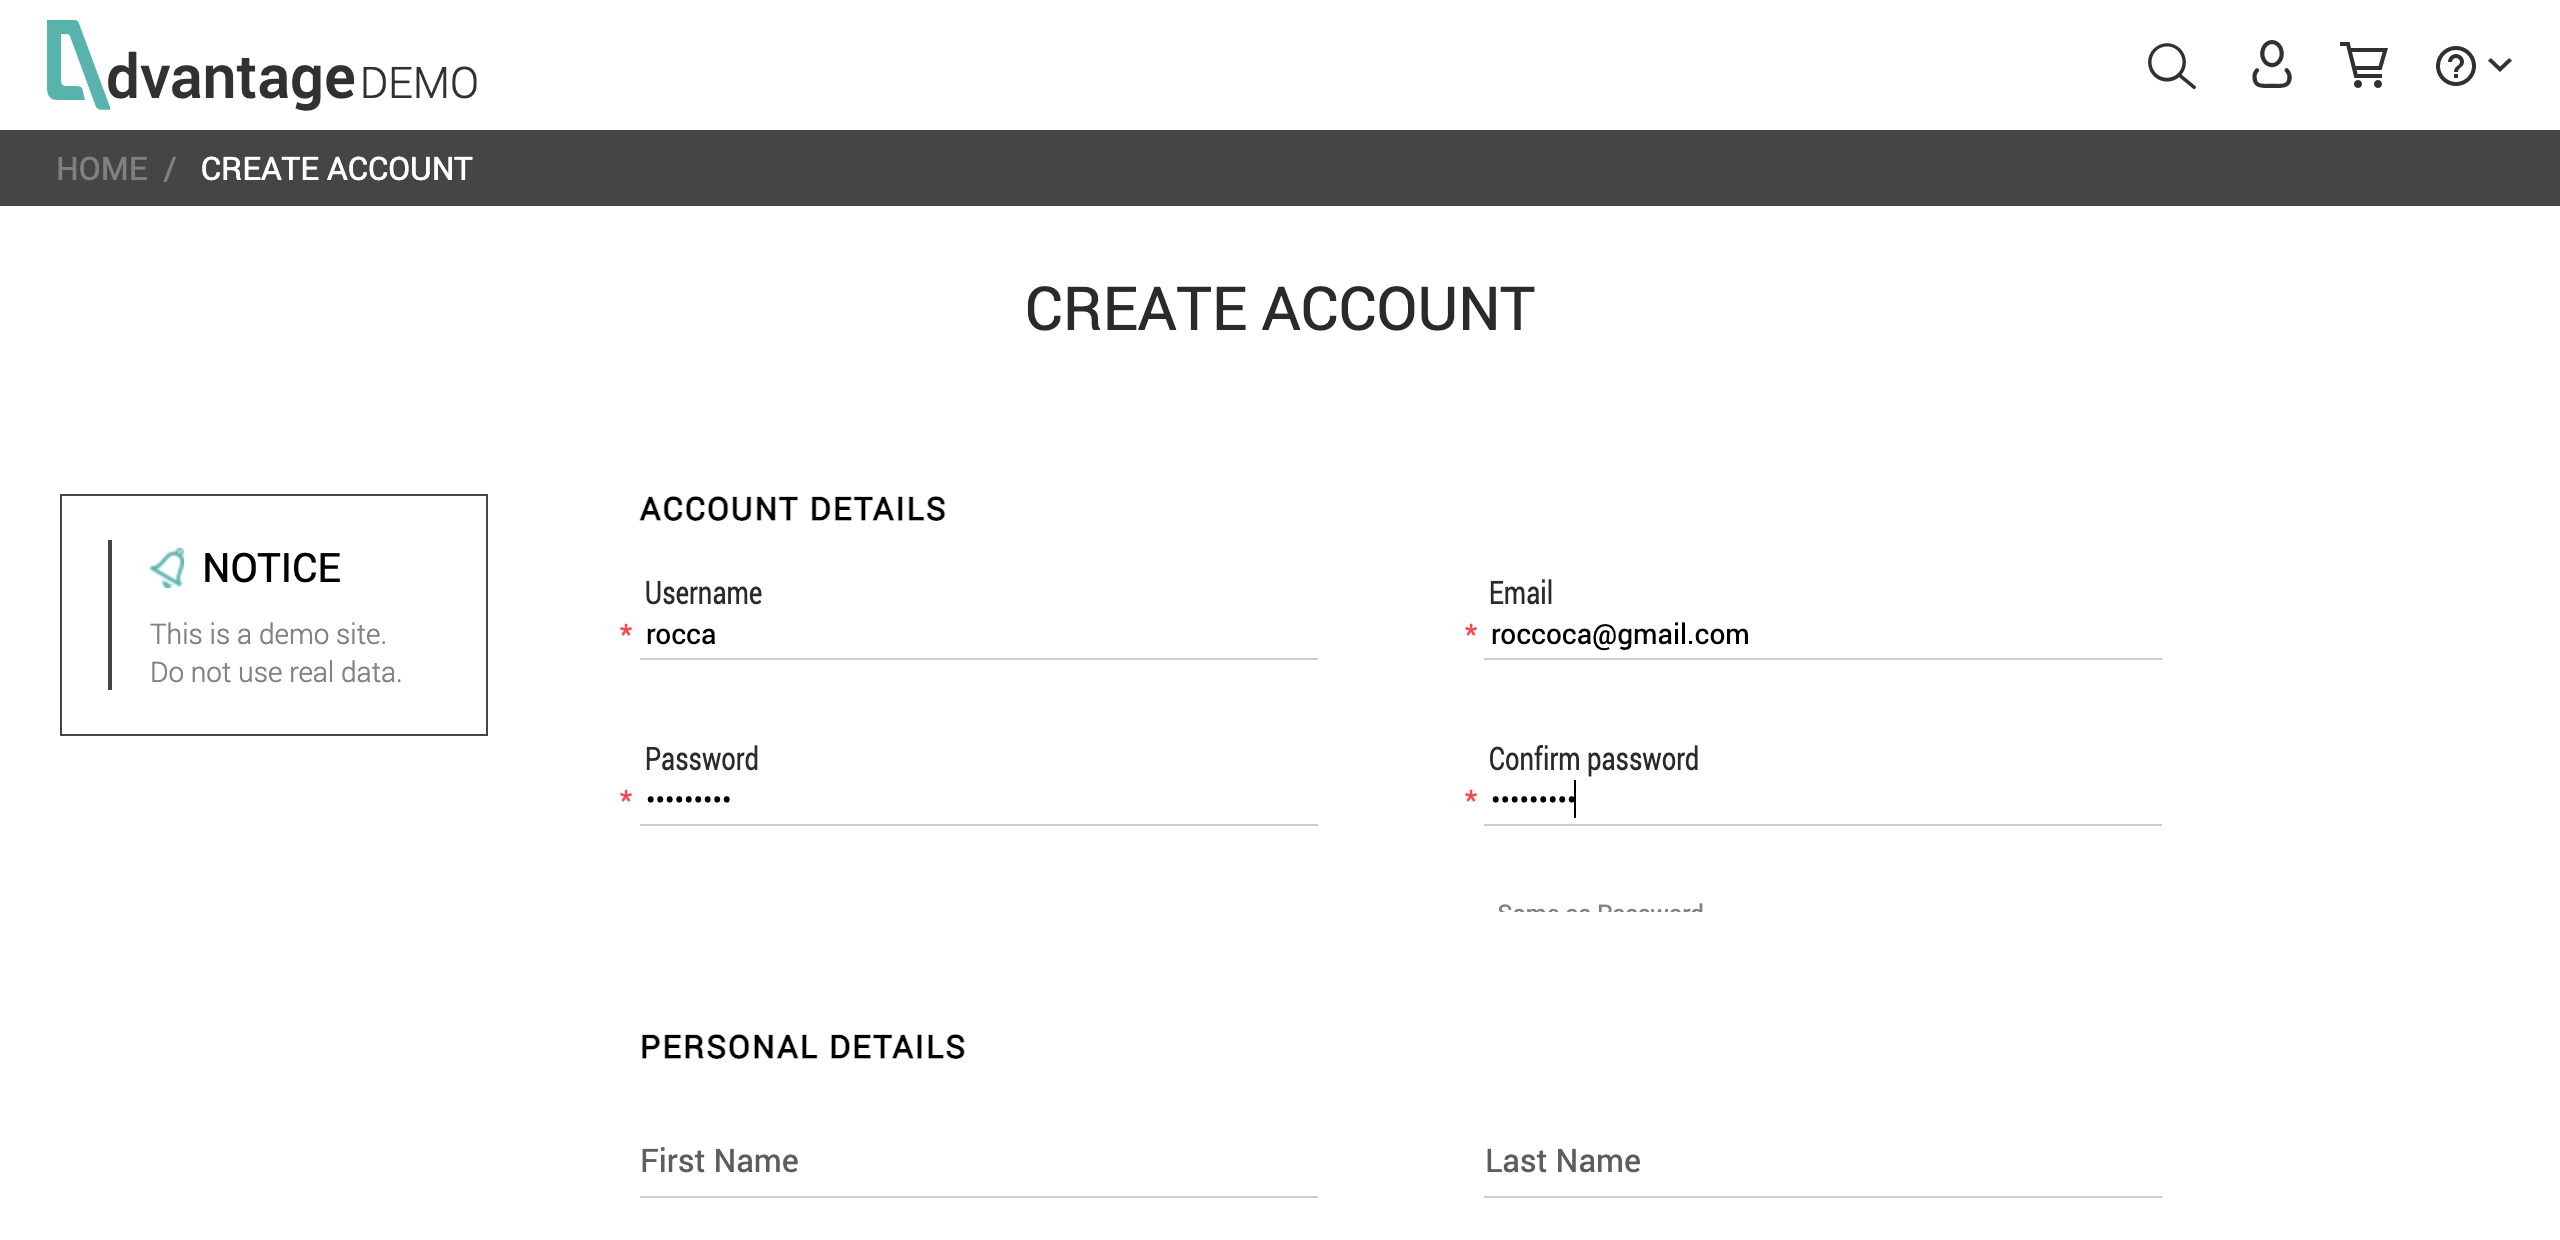 dvantage DEMO
HOME / CREATE ACCOUNT
CREATE ACCOUNT
NOTICE
This is a demo site.
Do not use real data.
ACCOUNT DETAILS
Username
* rocca
Email
* roccoca@gmail.com
Password
* •••••••••
Confirm password
* •••••••••
Same as Password
PERSONAL DETAILS
First Name
Last Name